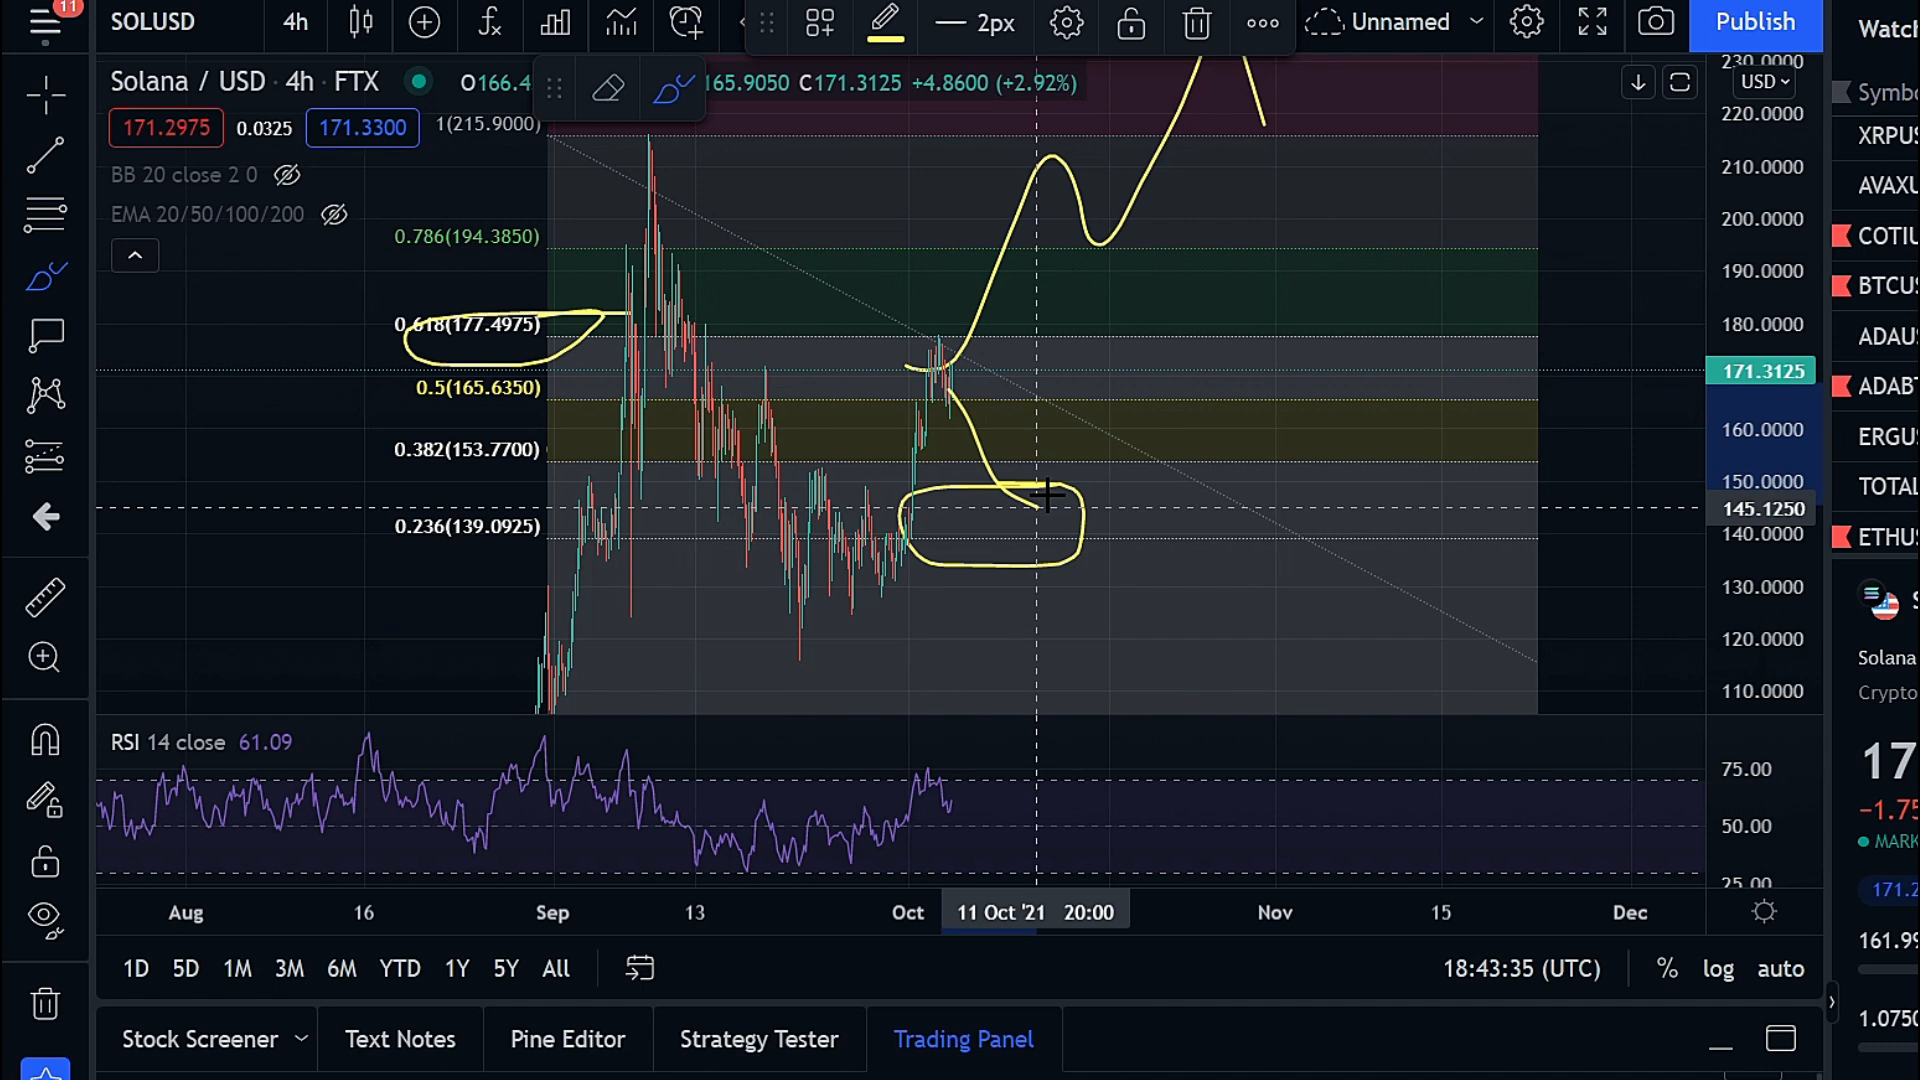 11
SOLUSD 4h 2px Unnamed Publish
Solana / USD · 4h · FTX 165.9050 C171.3125 +4.8600 (+2.92%)
171.2975 0.0325 171.3300
BB 20 close 2 0
EMA 20/50/100/200
1(215.9000)
0.786(194.3850)
0.618(177.4975)
0.5(165.6350)
0.382(153.7700)
0.236(139.0925)
USD
230.0000
220.0000
210.0000
200.0000
190.0000
180.0000
171.3125
160.0000
150.0000
145.1250
140.0000
130.0000
120.0000
110.0000
RSI 14 close 61.09
75.00
50.00
25.00
Aug 16 Sep 13 Oct 11 Oct '21 20:00 Nov 15 Dec
1D 5D 1M 3M 6M YTD 1Y 5Y All
18:43:35 (UTC) % log auto
Stock Screener Text Notes Pine Editor Strategy Tester Trading Panel
Watch
Symbo
XRPUS
AVAXU
COTIU
BTCUS
ADAUS
ADABT
ERGUS
TOTAL
ETHUS
Solana
Crypto
17
−1.75
MARK
171.2
161.99
1.0750